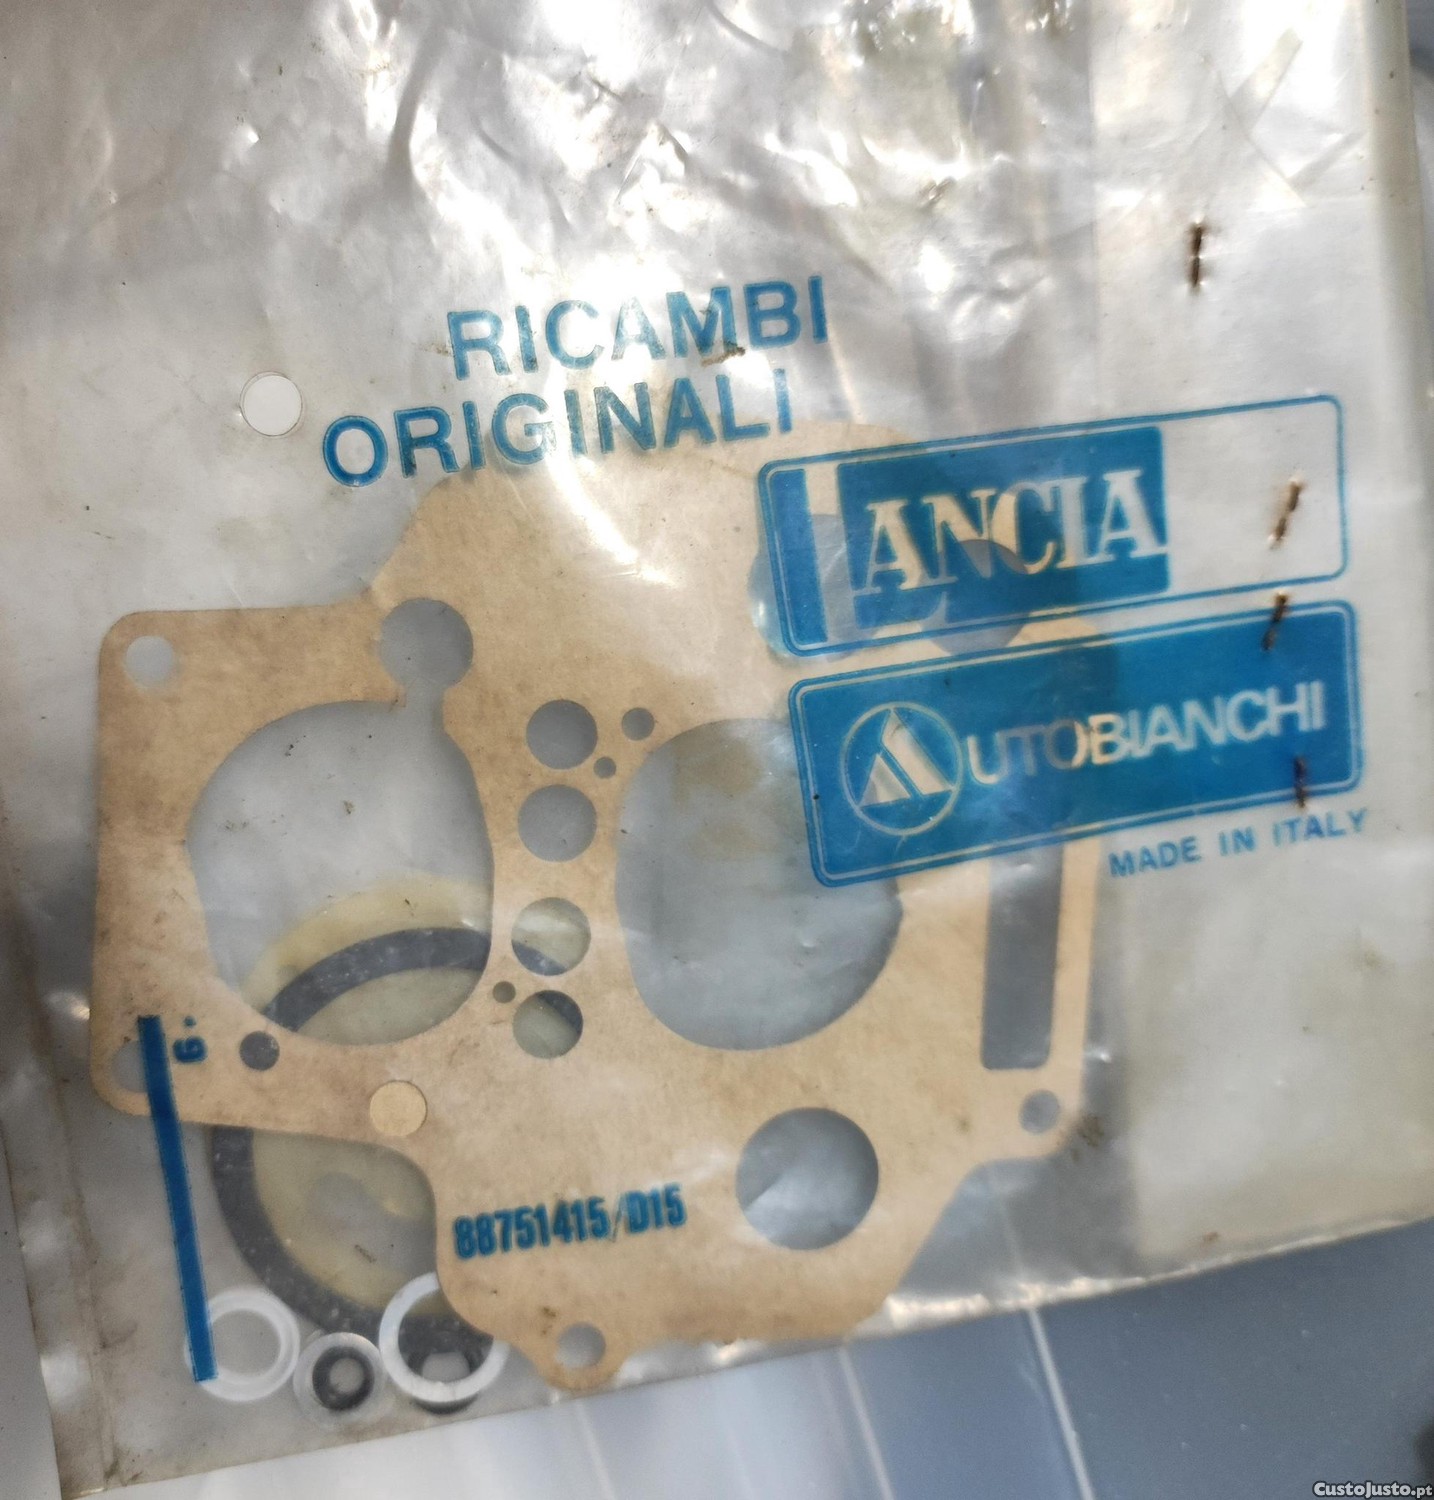 RICAMBI
ORIGINALI
LANCIA
AUTOBIANCHI
MADE IN ITALY
88751415/D15
CustoJusto.pt